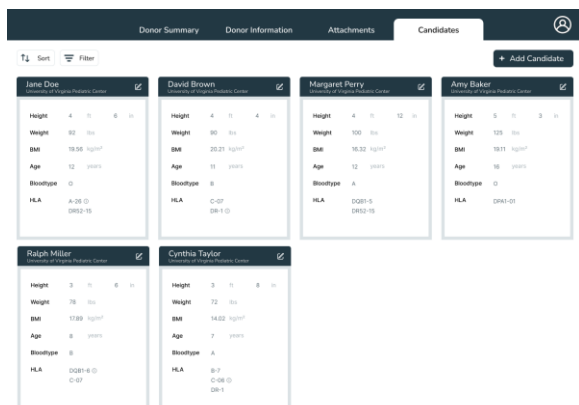 Donor Summary
Donor Information
Attachments
Candidates
Sort
Filter
+ Add Candidate
Jane Doe
University of Virginia Pediatric Center
Height 4 ft 6 in
Weight 92 lbs
BMI 19.56 kg/m²
Age 12 years
Bloodtype O
HLA A-26
DR52-15
David Brown
University of Virginia Pediatric Center
Height 4 ft 4 in
Weight 90 lbs
BMI 20.21 kg/m²
Age 11 years
Bloodtype B
HLA C-07
DR-1
Margaret Perry
University of Virginia Pediatric Center
Height 4 ft 12 in
Weight 100 lbs
BMI 16.32 kg/m²
Age 12 years
Bloodtype A
HLA DQB1-5
DR52-15
Amy Baker
University of Virginia Pediatric Center
Height 5 ft 3 in
Weight 125 lbs
BMI 19.11 kg/m²
Age 16 years
Bloodtype O
HLA DPA1-01
Ralph Miller
University of Virginia Pediatric Center
Height 3 ft 6 in
Weight 78 lbs
BMI 17.89 kg/m²
Age 8 years
Bloodtype B
HLA DQB1-6
C-07
Cynthia Taylor
University of Virginia Pediatric Center
Height 3 ft 8 in
Weight 72 lbs
BMI 14.02 kg/m²
Age 7 years
Bloodtype A
HLA B-7
C-06
DR-1